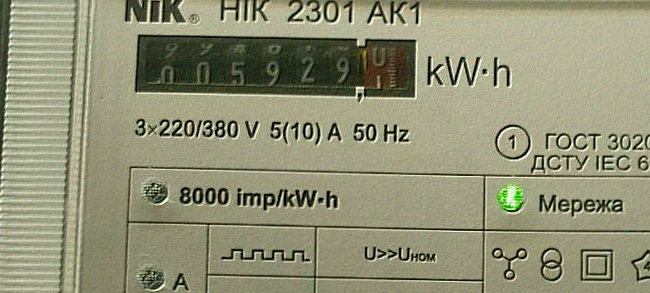 NiK® НІК 2301 АК1
005929 kW·h
3×220/380 V 5(10) A 50 Hz
1 ГОСТ 3020
ДСТУ IEC 6
8000 imp/kW·h
Мережа
A
U>>Uном